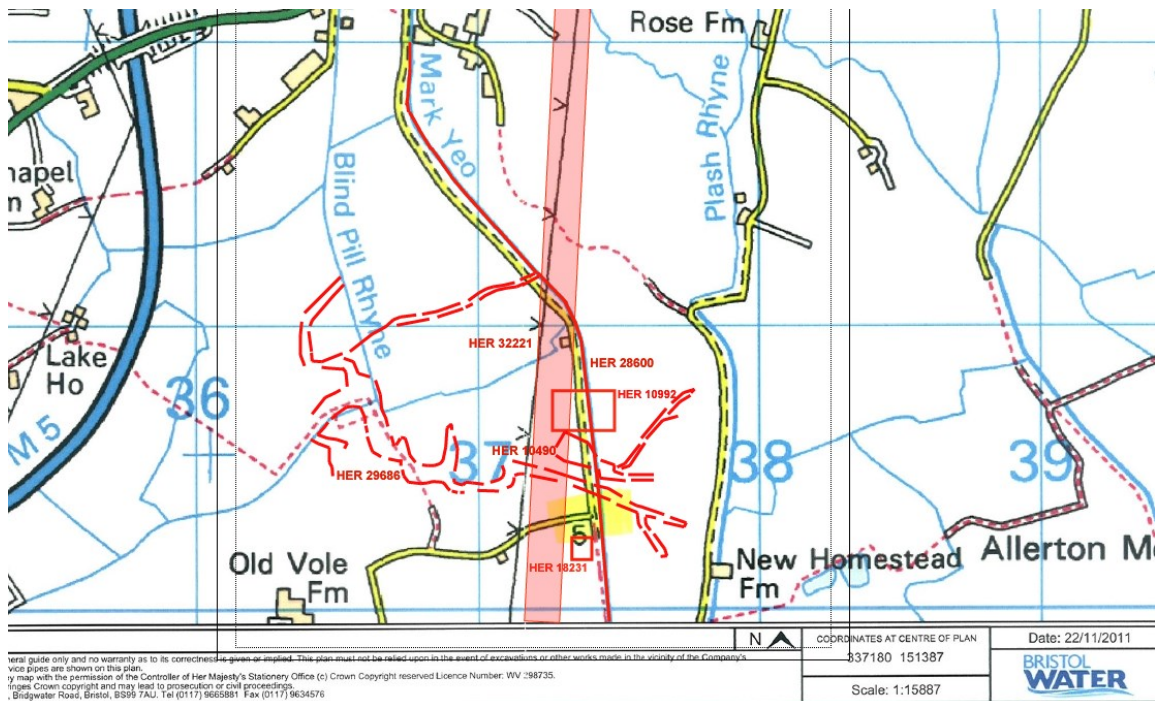 Rose Fm
Mark Yeo
Plash Rhyne
Blind Pill Rhyne
hapel
m
Lake
Ho
M 5
36
37
38
39
HER 32221
HER 28600
HER 10992
HER 10490
HER 29686
5
HER 18231
Old Vole
Fm
New Homestead
Fm
Allerton M
N
COORDINATES AT CENTRE OF PLAN
337180 151387
Scale: 1:15887
Date: 22/11/2011
BRISTOL
WATER
neral guide only and no warranty as to its correctness is given or implied. This plan must not be relied upon in the event of excavations or other works made in the vicinity of the Company's
vice pipes are shown on this plan.
ey map with the permission of the Controller of Her Majesty's Stationery Office (c) Crown Copyright reserved Licence Number: WV 298735.
inges Crown copyright and may lead to prosecution or civil proceedings.
, Bridgwater Road, Bristol, BS99 7AU. Tel (0117) 9665881 Fax (0117) 9634576